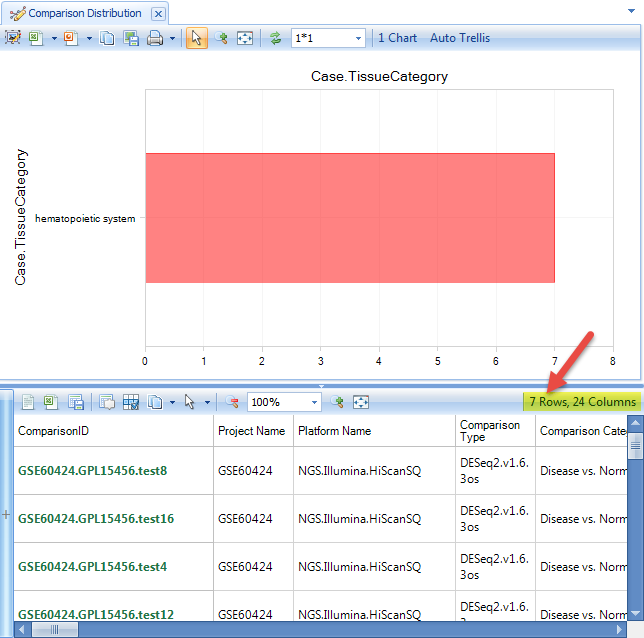 Comparison Distribution
1*1 1 Chart Auto Trellis
Case.TissueCategory
Case.TissueCategory
hematopoietic system
0 1 2 3 4 5 6 7 8
100% 7 Rows, 24 Columns
ComparisonID Project Name Platform Name Comparison Type Comparison Cate
GSE60424.GPL15456.test8 GSE60424 NGS.Illumina.HiScanSQ DESeq2.v1.6.3os Disease vs. Norm
GSE60424.GPL15456.test16 GSE60424 NGS.Illumina.HiScanSQ DESeq2.v1.6.3os Disease vs. Norm
GSE60424.GPL15456.test4 GSE60424 NGS.Illumina.HiScanSQ DESeq2.v1.6.3os Disease vs. Norm
GSE60424.GPL15456.test12 GSE60424 NGS.Illumina.HiScanSQ DESeq2.v1.6. Disease vs. Norm